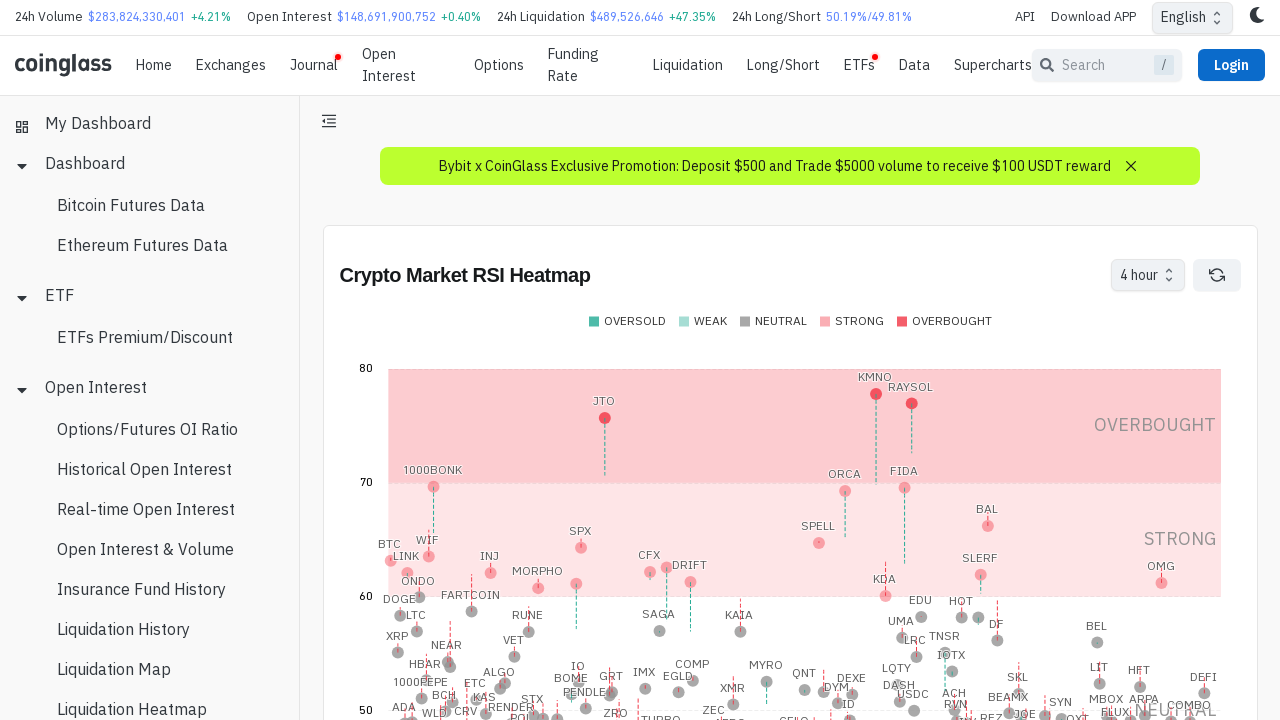 24h Volume $283,824,330,401 +4.21% Open Interest $148,691,900,752 +0.40% 24h Liquidation $489,526,646 +47.35% 24h Long/Short 50.19%/49.81% API Download APP English
coinglass Home Exchanges Journal Open Interest Options Funding Rate Liquidation Long/Short ETFs Data Supercharts Search / Login
My Dashboard
Dashboard
Bitcoin Futures Data
Ethereum Futures Data
ETF
ETFs Premium/Discount
Open Interest
Options/Futures OI Ratio
Historical Open Interest
Real-time Open Interest
Open Interest & Volume
Insurance Fund History
Liquidation History
Liquidation Map
Liquidation Heatmap
Bybit x CoinGlass Exclusive Promotion: Deposit $500 and Trade $5000 volume to receive $100 USDT reward
Crypto Market RSI Heatmap
4 hour
OVERSOLD WEAK NEUTRAL STRONG OVERBOUGHT
80
KMNO
RAYSOL
JTO
OVERBOUGHT
1000BONK
ORCA FIDA
70
BAL
SPELL
SPX
STRONG
BTC WIF
LINK INJ CFX DRIFT SLERF
MORPHO OMG
ONDO KDA
60
DOGE FARTCOIN EDU HOT
LTC RUNE SAGA KAIA UMA DF
BEL
XRP NEAR VET LRC TNSR
IOTX
HBAR ALGO IO GRT IMX COMP MYRO QNT LQTY LIT HFT
1000PEPE ETC BOME EGLD DEXE SKL DEFI
BCH KAS STX PENDLE XMR DYM DASH USDC ACH BEAMX
ADA WLD CRV RENDER ZRO ZEC ID RVN SYN MBOX ARPA COMBO
50
NEUTRAL